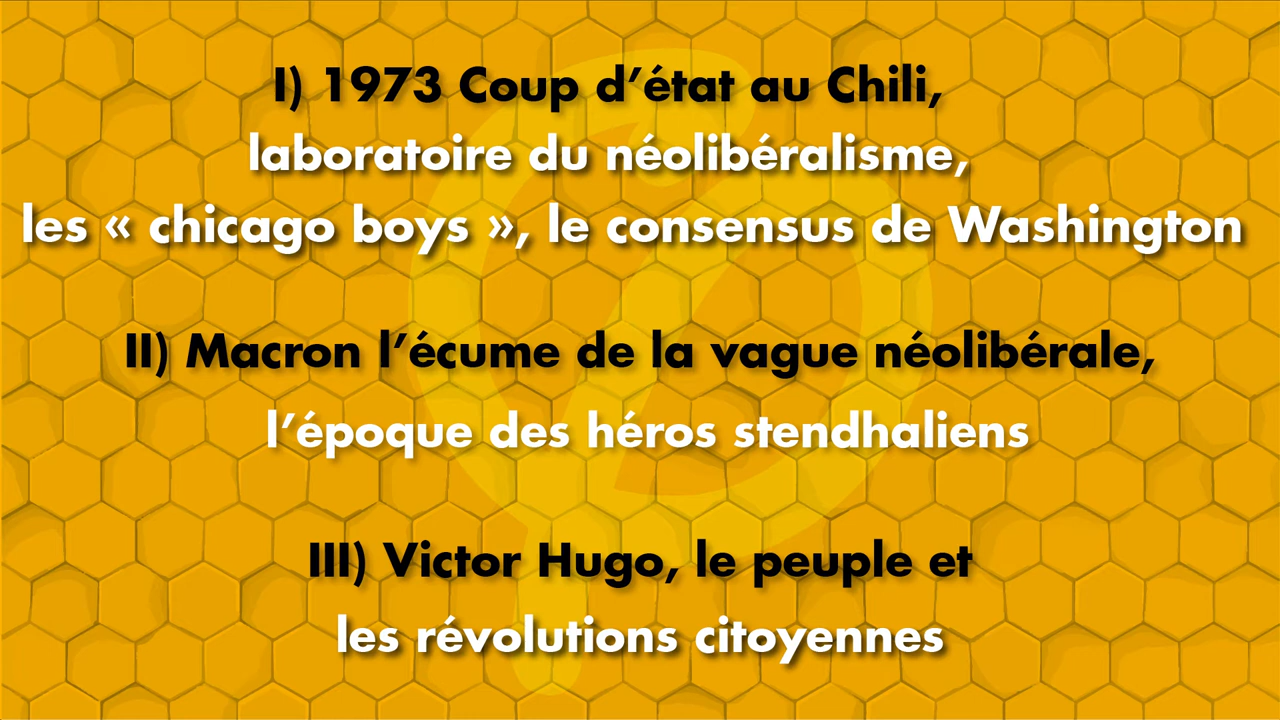 I) 1973 Coup d’état au Chili,
laboratoire du néolibéralisme,
les « chicago boys », le consensus de Washington
II) Macron l’écume de la vague néolibérale,
l’époque des héros stendhaliens
III) Victor Hugo, le peuple et
les révolutions citoyennes